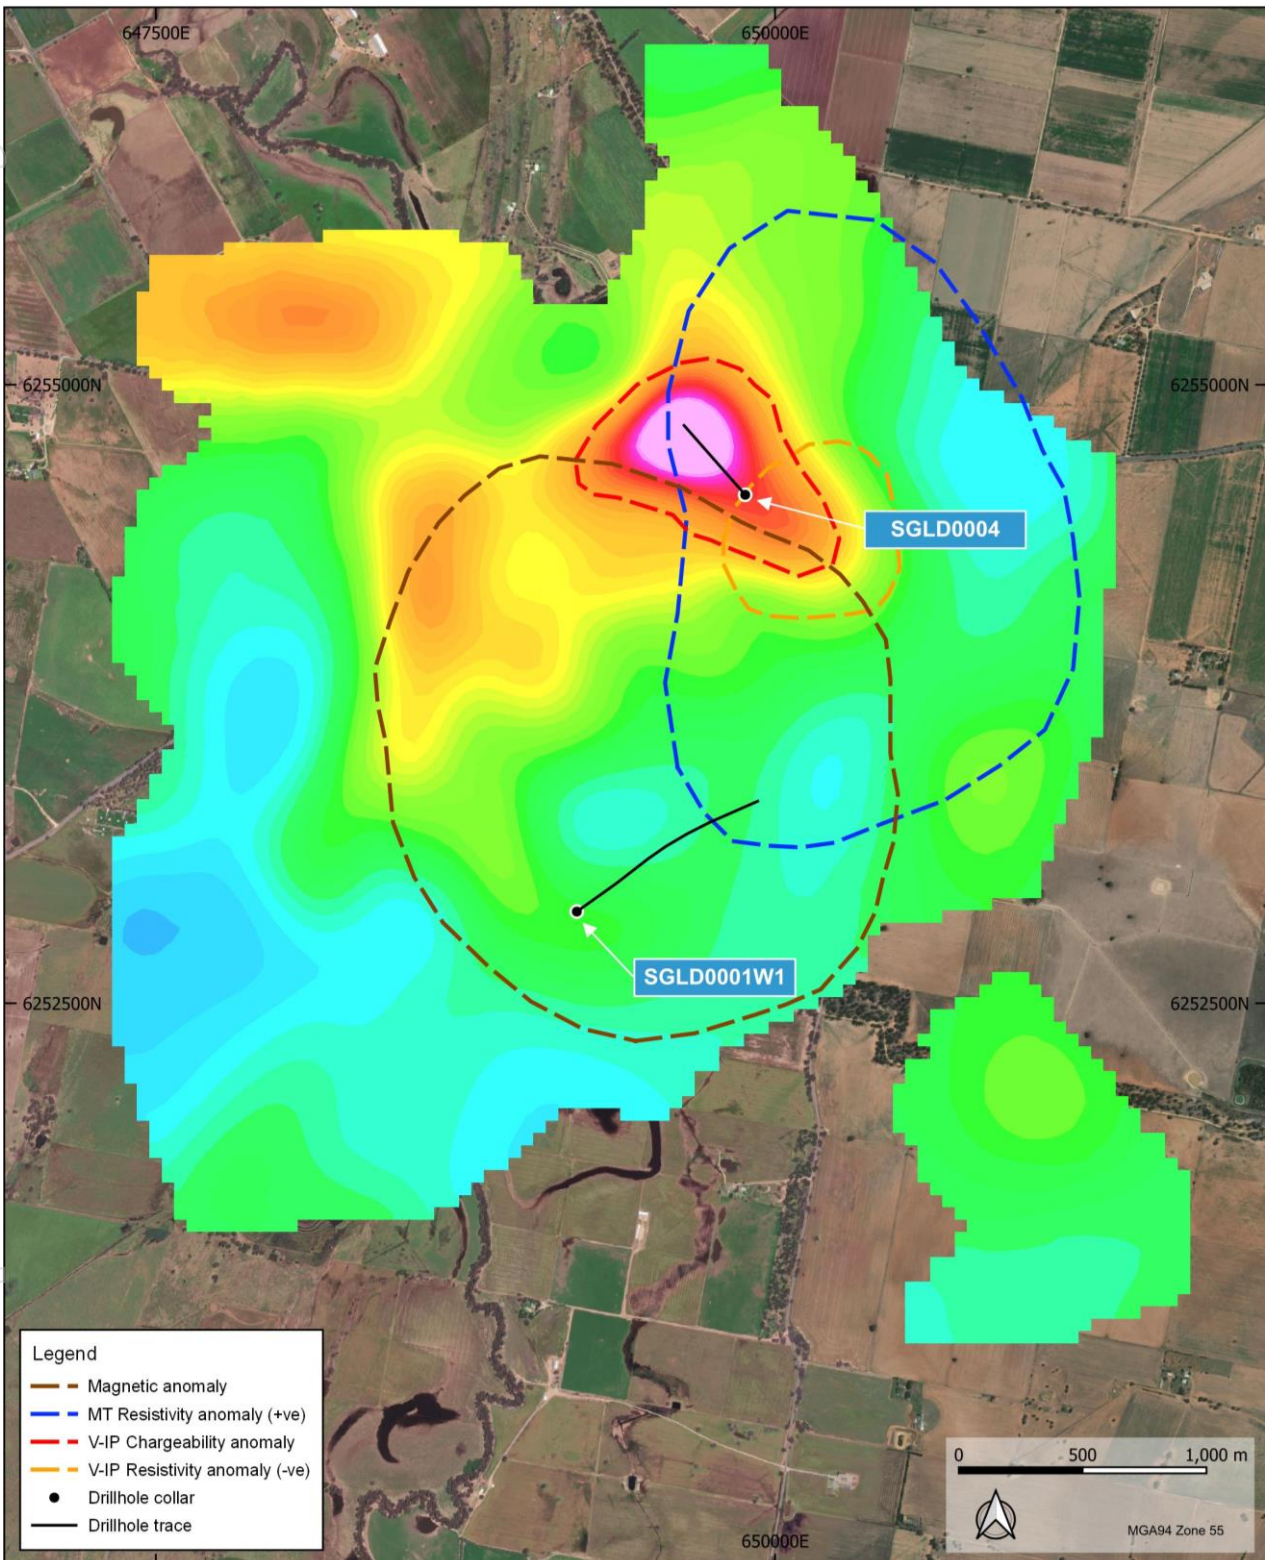 647500E
650000E
6255000N
6255000N
SGLD0004
SGLD0001W1
6252500N
6252500N
Legend
Magnetic anomaly
MT Resistivity anomaly (+ve)
V-IP Chargeability anomaly
V-IP Resistivity anomaly (-ve)
Drillhole collar
Drillhole trace
0 500 1,000 m
MGA94 Zone 55
650000E